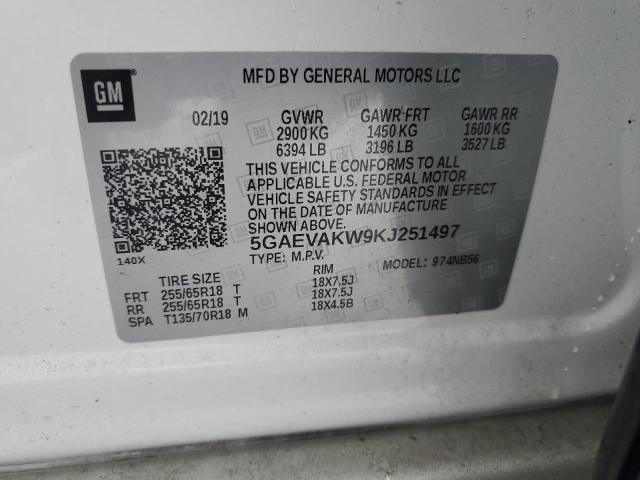 GM
MFD BY GENERAL MOTORS LLC
02/19 GVWR GAWR FRT GAWR RR
2900 KG 1450 KG 1600 KG
6394 LB 3196 LB 3527 LB
THIS VEHICLE CONFORMS TO ALL
APPLICABLE U.S. FEDERAL MOTOR
VEHICLE SAFETY STANDARDS IN EFFECT
ON THE DATE OF MANUFACTURE
SHOWN ABOVE.
5GAEVAKW9KJ251497
140X
TYPE: M.P.V. MODEL: 974NB56
TIRE SIZE RIM
FRT 255/65R18 T 18X7.5J
RR 255/65R18 T 18X7.5J
SPA T135/70R18 M 18X4.5B